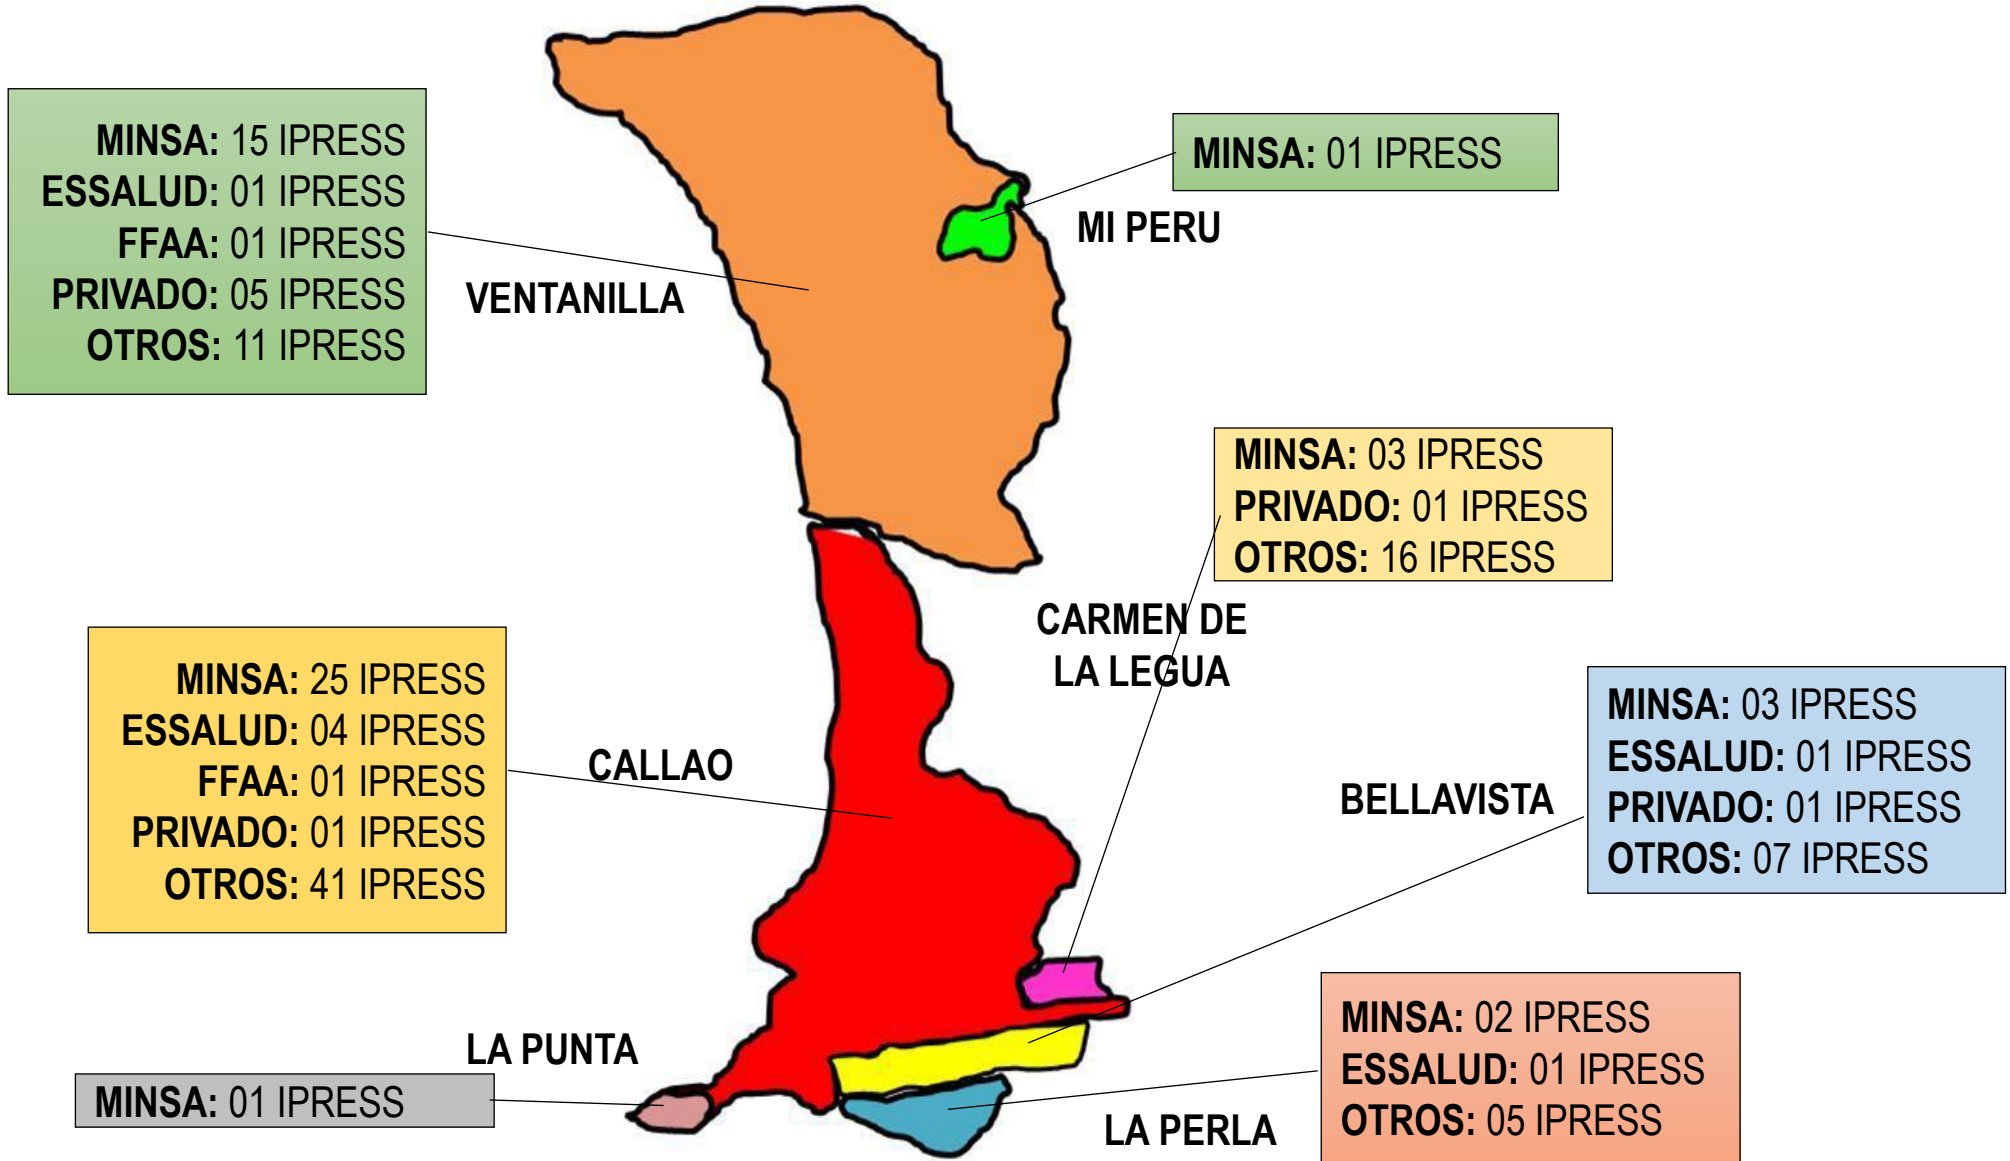 MINSA: 15 IPRESS
ESSALUD: 01 IPRESS
FFAA: 01 IPRESS
PRIVADO: 05 IPRESS
OTROS: 11 IPRESS
VENTANILLA
MINSA: 01 IPRESS
MI PERU
MINSA: 03 IPRESS
PRIVADO: 01 IPRESS
OTROS: 16 IPRESS
CARMEN DE
LA LEGUA
MINSA: 25 IPRESS
ESSALUD: 04 IPRESS
FFAA: 01 IPRESS
PRIVADO: 01 IPRESS
OTROS: 41 IPRESS
CALLAO
BELLAVISTA
MINSA: 03 IPRESS
ESSALUD: 01 IPRESS
PRIVADO: 01 IPRESS
OTROS: 07 IPRESS
LA PUNTA
MINSA: 01 IPRESS
LA PERLA
MINSA: 02 IPRESS
ESSALUD: 01 IPRESS
OTROS: 05 IPRESS